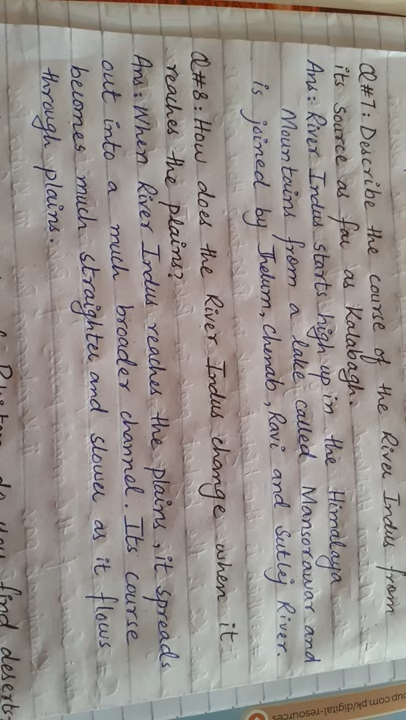 Q#7: Describe the course of the River Indus from
its source as far as Kalabagh.
Ans: River Indus starts high up in the Himalaya
Mountains from a lake called Mansorawar and
is joined by Jhelum, chenab, Ravi and Sutlej River.
Q#8: How does the River Indus change when it
reaches the plains?
Ans: When River Indus reaches the plains, it spreads
out into a much broader channel. Its course
becomes much straighter and slower as it flows
through plains.
do you find deserts
oup.com.pk/digital-resources